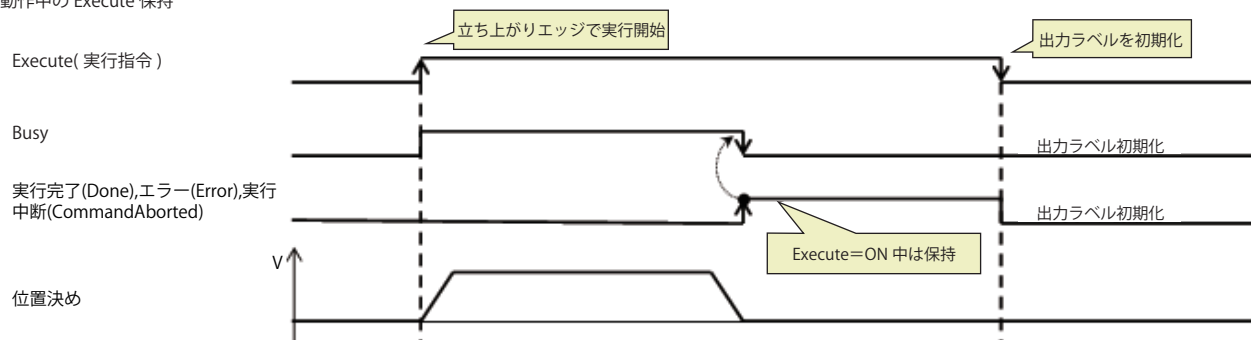 動作中の Execute 保持
立ち上がりエッジで実行開始
出力ラベルを初期化
Execute( 実行指令 )
Busy
出力ラベル初期化
実行完了(Done),エラー(Error),実行
中断(CommandAborted)
出力ラベル初期化
Execute＝ON 中は保持
V
位置決め